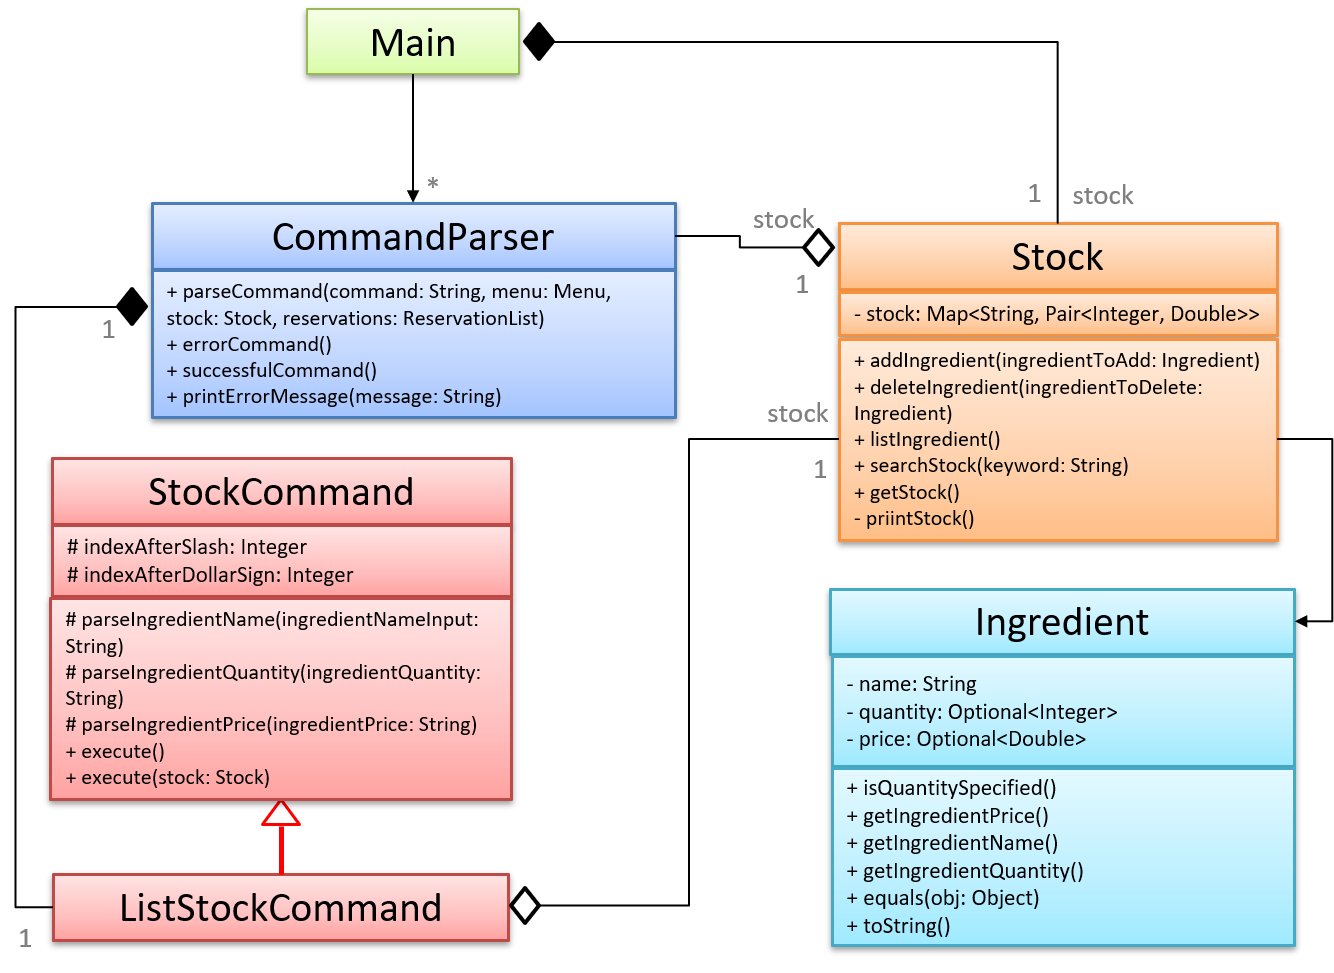 Main
*
1
stock
CommandParser
+ parseCommand(command: String, menu: Menu,
stock: Stock, reservations: ReservationList)
+ errorCommand()
+ successfulCommand()
+ printErrorMessage(message: String)
1
stock
1
Stock
- stock: Map<String, Pair<Integer, Double>>
+ addIngredient(ingredientToAdd: Ingredient)
+ deleteIngredient(ingredientToDelete:
Ingredient)
+ listIngredient()
+ searchStock(keyword: String)
+ getStock()
- priintStock()
stock
1
StockCommand
# indexAfterSlash: Integer
# indexAfterDollarSign: Integer
# parseIngredientName(ingredientNameInput:
String)
# parseIngredientQuantity(ingredientQuantity:
String)
# parseIngredientPrice(ingredientPrice: String)
+ execute()
+ execute(stock: Stock)
Ingredient
- name: String
- quantity: Optional<Integer>
- price: Optional<Double>
+ isQuantitySpecified()
+ getIngredientPrice()
+ getIngredientName()
+ getIngredientQuantity()
+ equals(obj: Object)
+ toString()
ListStockCommand
1